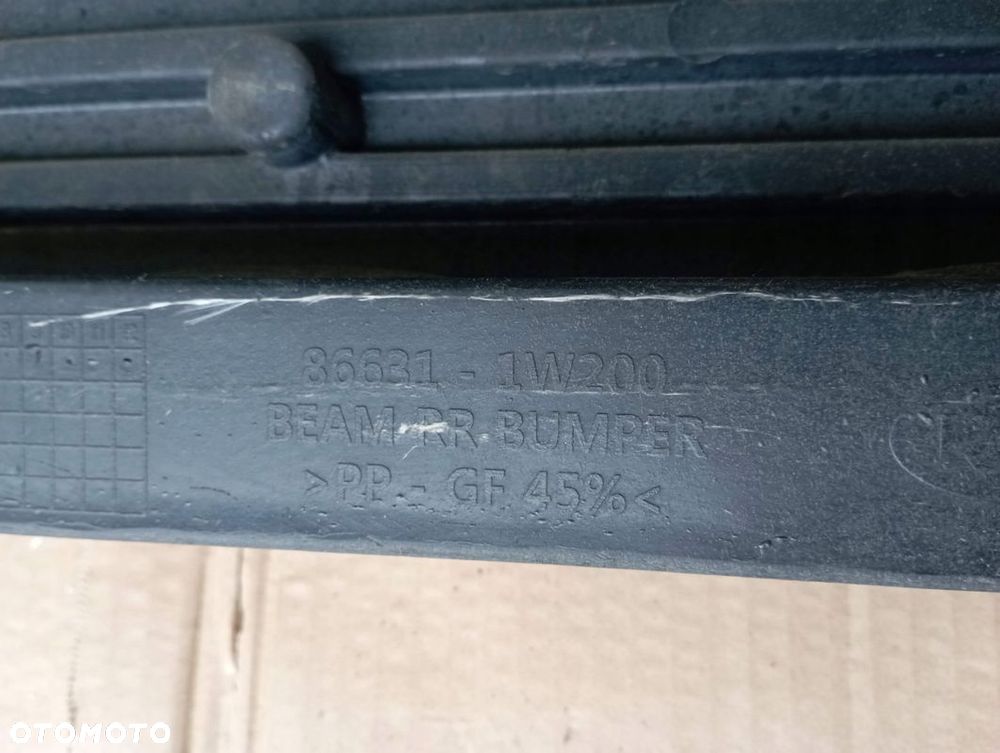 86631 - 1W200
BEAM-RR BUMPER
>PP - GF 45%<
OTOMOTO